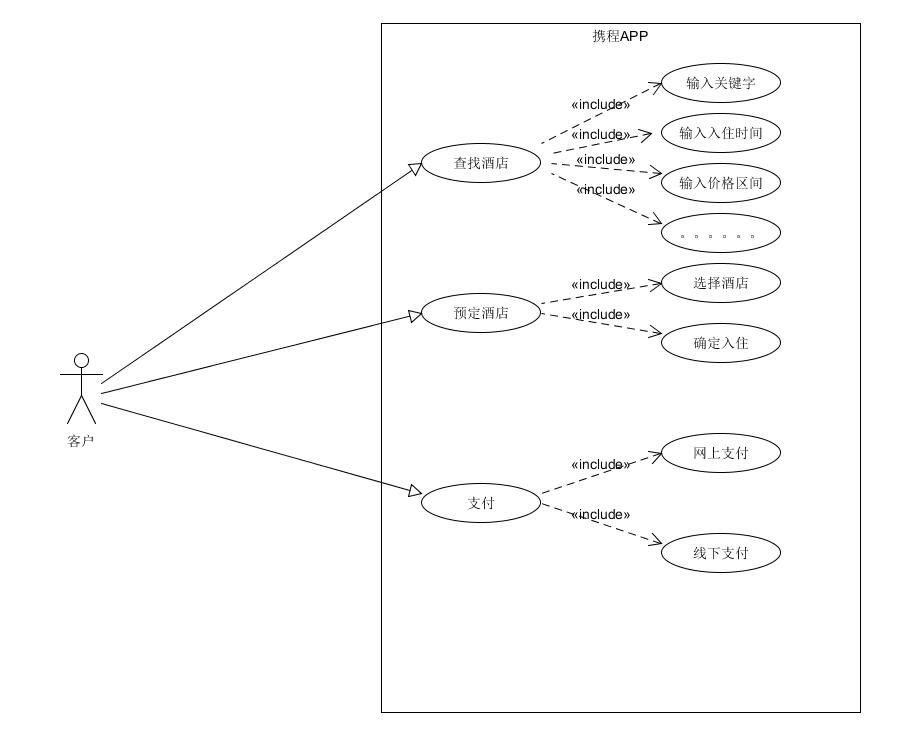 携程APP
输入关键字
«include»
输入入住时间
«include»
查找酒店
«include»
输入价格区间
«include»
。。。。。。
选择酒店
«include»
预定酒店
«include»
确定入住
客户
网上支付
«include»
支付
«include»
线下支付